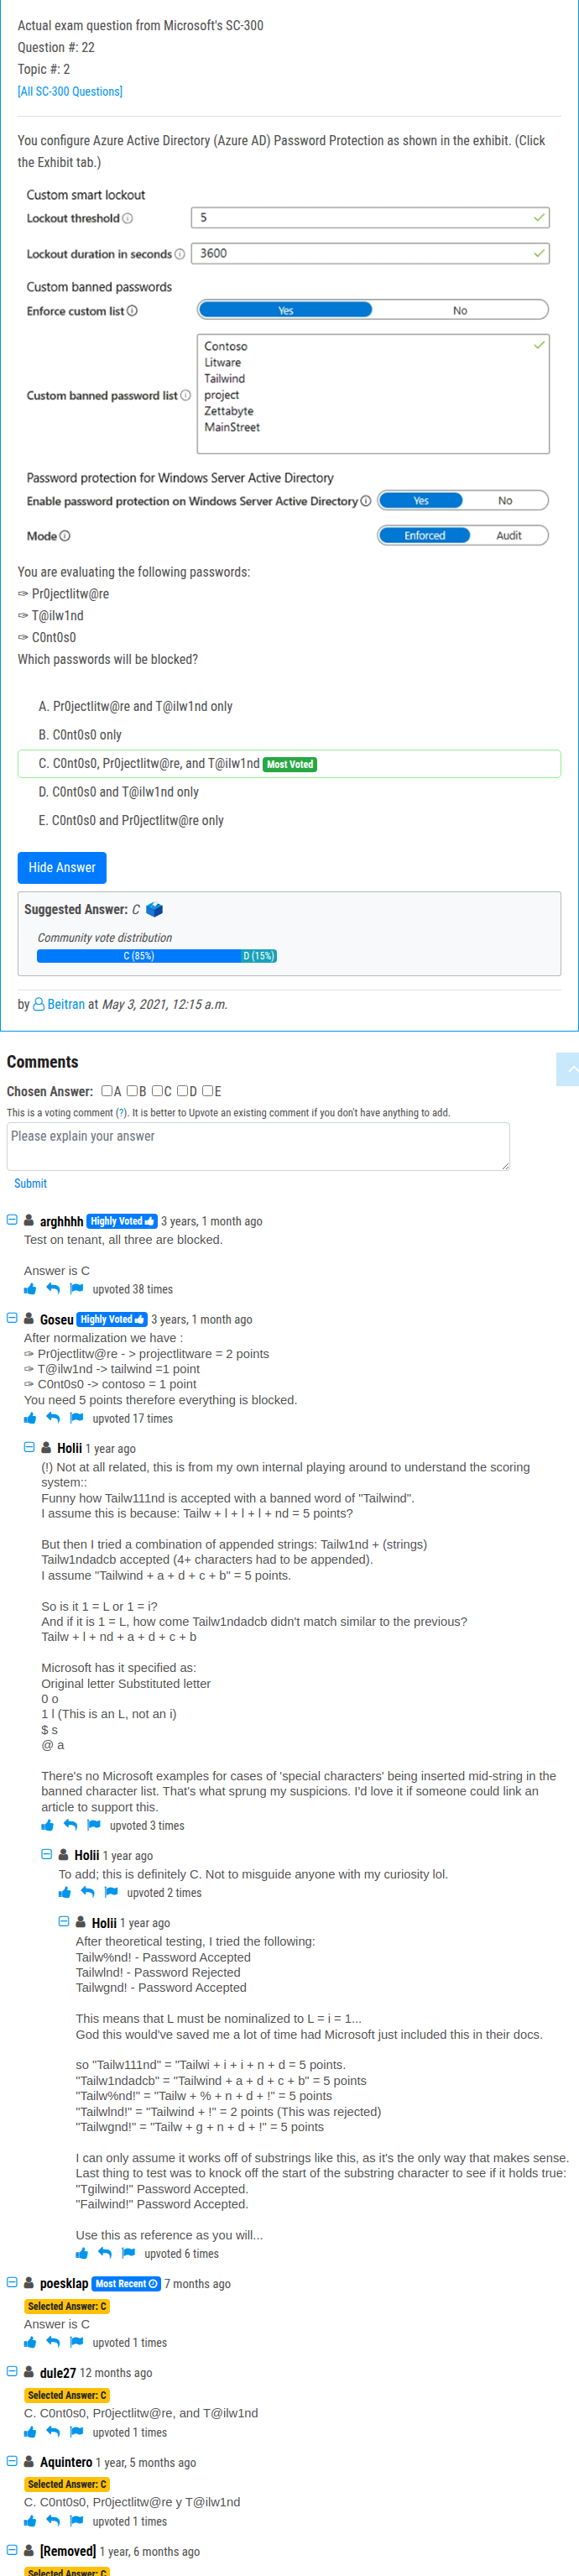 Actual exam question from Microsoft's SC-300
Question #: 22
Topic #: 2
[All SC-300 Questions]
You configure Azure Active Directory (Azure AD) Password Protection as shown in the exhibit. (Click
the Exhibit tab.)
Custom smart lockout
Lockout threshold 5
Lockout duration in seconds 3600
Custom banned passwords
Enforce custom list Yes No
Custom banned password list
Contoso
Litware
Tailwind
project
Zettabyte
MainStreet
Password protection for Windows Server Active Directory
Enable password protection on Windows Server Active Directory Yes No
Mode Enforced Audit
You are evaluating the following passwords:
✑ Pr0jectlitw@re
✑ T@ilw1nd
✑ C0nt0s0
Which passwords will be blocked?
A. Pr0jectlitw@re and T@ilw1nd only
B. C0nt0s0 only
C. C0nt0s0, Pr0jectlitw@re, and T@ilw1nd Most Voted
D. C0nt0s0 and T@ilw1nd only
E. C0nt0s0 and Pr0jectlitw@re only
Hide Answer
Suggested Answer: C
Community vote distribution
C (85%) D (15%)
by Beitran at May 3, 2021, 12:15 a.m.
Comments
Chosen Answer: A B C D E
This is a voting comment (?). It is better to Upvote an existing comment if you don't have anything to add.
Please explain your answer
Submit
arghhhh Highly Voted 3 years, 1 month ago
Test on tenant, all three are blocked.
Answer is C
upvoted 38 times
Goseu Highly Voted 3 years, 1 month ago
After normalization we have :
✑ Pr0jectlitw@re - > projectlitware = 2 points
✑ T@ilw1nd -> tailwind =1 point
✑ C0nt0s0 -> contoso = 1 point
You need 5 points therefore everything is blocked.
upvoted 17 times
Holii 1 year ago
(!) Not at all related, this is from my own internal playing around to understand the scoring
system::
Funny how Tailw111nd is accepted with a banned word of "Tailwind".
I assume this is because: Tailw + l + l + l + nd = 5 points?
But then I tried a combination of appended strings: Tailw1nd + (strings)
Tailw1ndadcb accepted (4+ characters had to be appended).
I assume "Tailwind + a + d + c + b" = 5 points.
So is it 1 = L or 1 = i?
And if it is 1 = L, how come Tailw1ndadcb didn't match similar to the previous?
Tailw + l + nd + a + d + c + b
Microsoft has it specified as:
Original letter Substituted letter
0 o
1 l (This is an L, not an i)
$ s
@ a
There's no Microsoft examples for cases of 'special characters' being inserted mid-string in the
banned character list. That's what sprung my suspicions. I'd love it if someone could link an
article to support this.
upvoted 3 times
Holii 1 year ago
To add; this is definitely C. Not to misguide anyone with my curiosity lol.
upvoted 2 times
Holii 1 year ago
After theoretical testing, I tried the following:
Tailw%nd! - Password Accepted
Tailwlnd! - Password Rejected
Tailwgnd! - Password Accepted
This means that L must be nominalized to L = i = 1...
God this would've saved me a lot of time had Microsoft just included this in their docs.
so "Tailw111nd" = "Tailwi + i + i + n + d = 5 points.
"Tailw1ndadcb" = "Tailwind + a + d + c + b" = 5 points
"Tailw%nd!" = "Tailw + % + n + d + !" = 5 points
"Tailwlnd!" = "Tailwind + !" = 2 points (This was rejected)
"Tailwgnd!" = "Tailw + g + n + d + !" = 5 points
I can only assume it works off of substrings like this, as it's the only way that makes sense.
Last thing to test was to knock off the start of the substring character to see if it holds true:
"Tgilwind!" Password Accepted.
"Failwind!" Password Accepted.
Use this as reference as you will...
upvoted 6 times
poesklap Most Recent 7 months ago
Selected Answer: C
Answer is C
upvoted 1 times
dule27 12 months ago
Selected Answer: C
C. C0nt0s0, Pr0jectlitw@re, and T@ilw1nd
upvoted 1 times
Aquintero 1 year, 5 months ago
Selected Answer: C
C. C0nt0s0, Pr0jectlitw@re y T@ilw1nd
upvoted 1 times
[Removed] 1 year, 6 months ago
Selected Answer: C